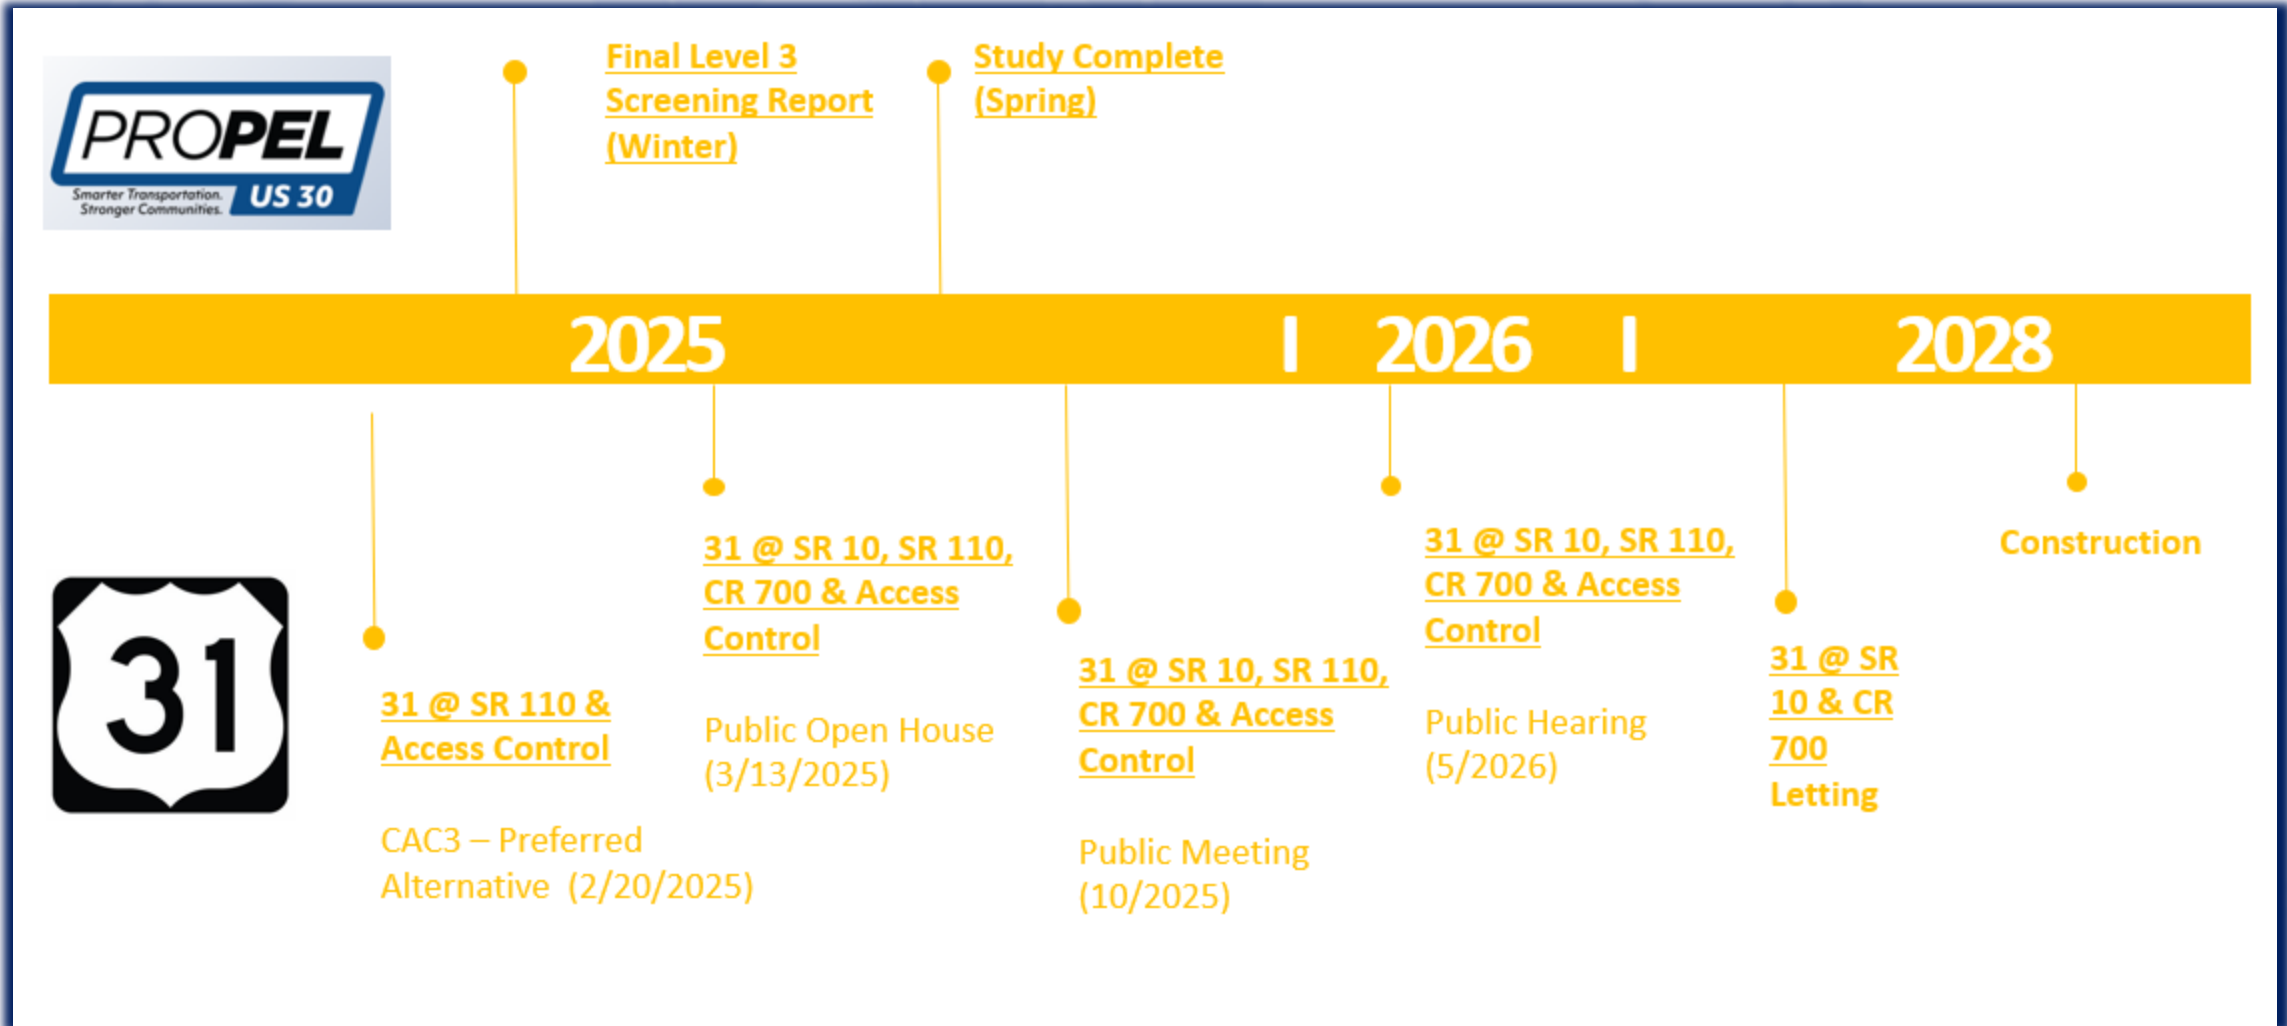 PROPEL
Smarter Transportation.
Stronger Communities.
US 30
Final Level 3
Screening Report
(Winter)
Study Complete
(Spring)
2025 | 2026 | 2028
31
31 @ SR 110 &
Access Control
CAC3 – Preferred
Alternative (2/20/2025)
31 @ SR 10, SR 110,
CR 700 & Access
Control
Public Open House
(3/13/2025)
31 @ SR 10, SR 110,
CR 700 & Access
Control
Public Meeting
(10/2025)
31 @ SR 10, SR 110,
CR 700 & Access
Control
Public Hearing
(5/2026)
31 @ SR
10 & CR
700
Letting
Construction